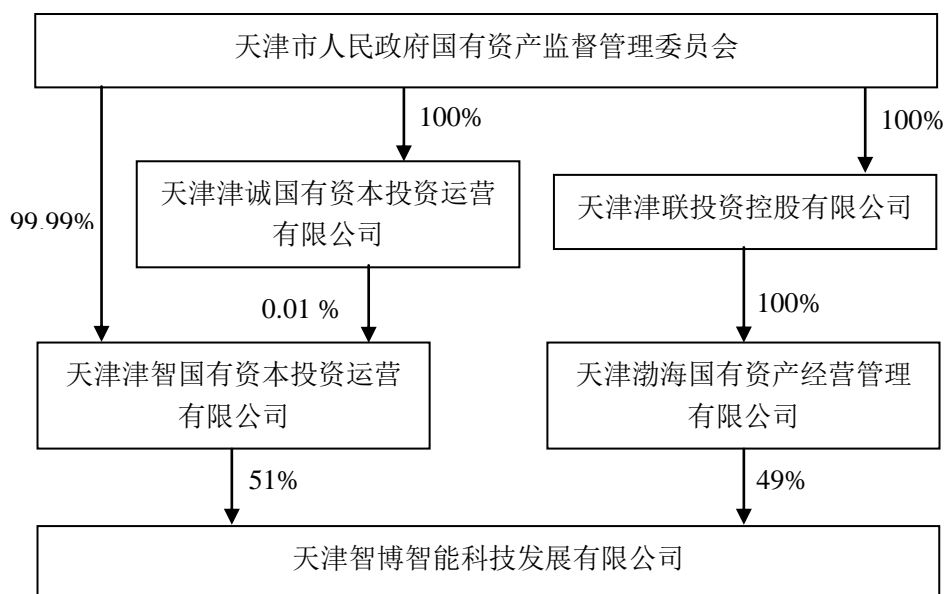 天津市人民政府国有资产监督管理委员会
100%
100%
天津津诚国有资本投资运营
有限公司
天津津联投资控股有限公司
99.99%
0.01 %
100%
天津津智国有资本投资运营
有限公司
天津渤海国有资产经营管理
有限公司
51%
49%
天津智博智能科技发展有限公司